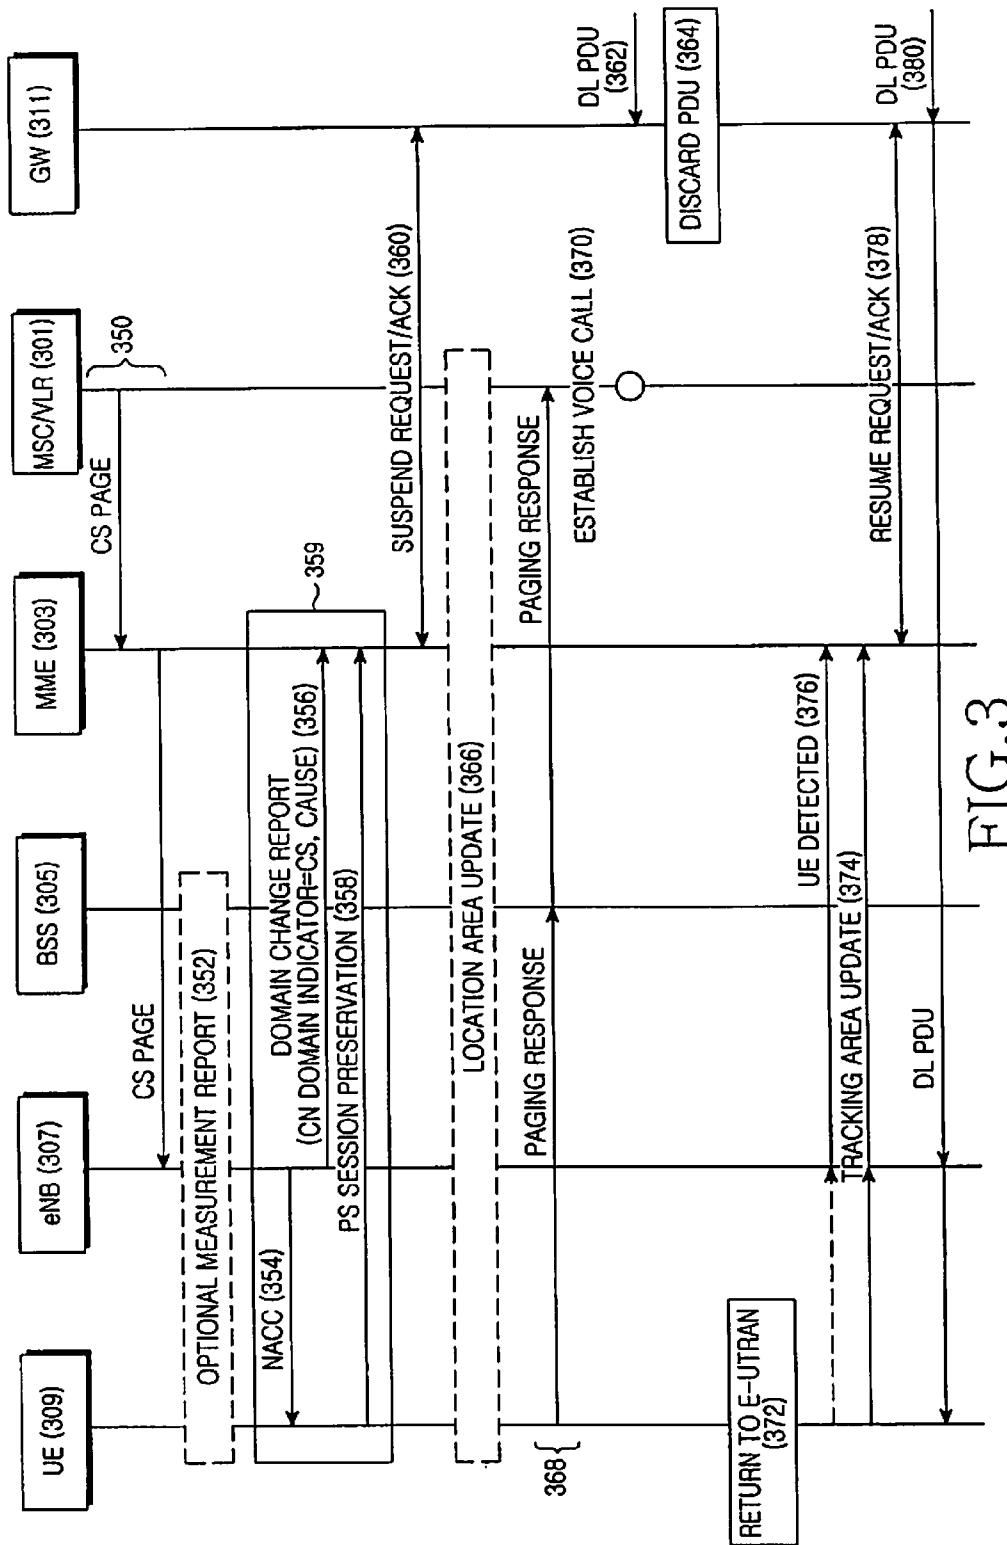 UE (309)
eNB (307)
BSS (305)
MME (303)
MSC/VLR (301)
GW (311)
CS PAGE
350
CS PAGE
OPTIONAL MEASUREMENT REPORT (352)
359
NACC (354)
DOMAIN CHANGE REPORT
(CN DOMAIN INDICATOR=CS, CAUSE) (356)
PS SESSION PRESERVATION (358)
SUSPEND REQUEST/ACK (360)
LOCATION AREA UPDATE (366)
368
PAGING RESPONSE
PAGING RESPONSE
ESTABLISH VOICE CALL (370)
DL PDU
(362)
DISCARD PDU (364)
RETURN TO E-UTRAN
(372)
UE DETECTED (376)
TRACKING AREA UPDATE (374)
RESUME REQUEST/ACK (378)
DL PDU
(380)
DL PDU
FIG.3